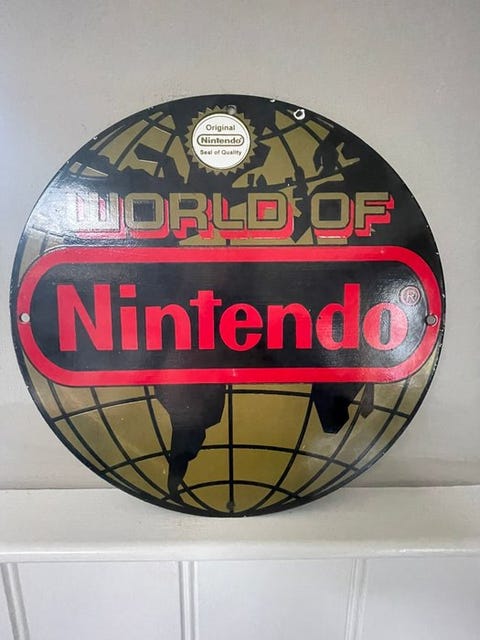 Original
Nintendo®
Seal of Quality
WORLD OF
Nintendo®